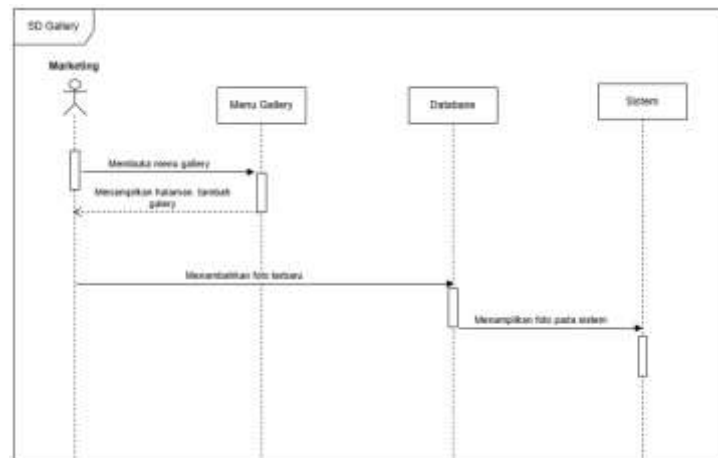 SD Gallery
Marketing
Menu Gallery
Database
Sistem
Membuka menu gallery
Menampilkan halaman tambah
galery
Menambahkan foto terbaru
Menampilkan foto pada sistem